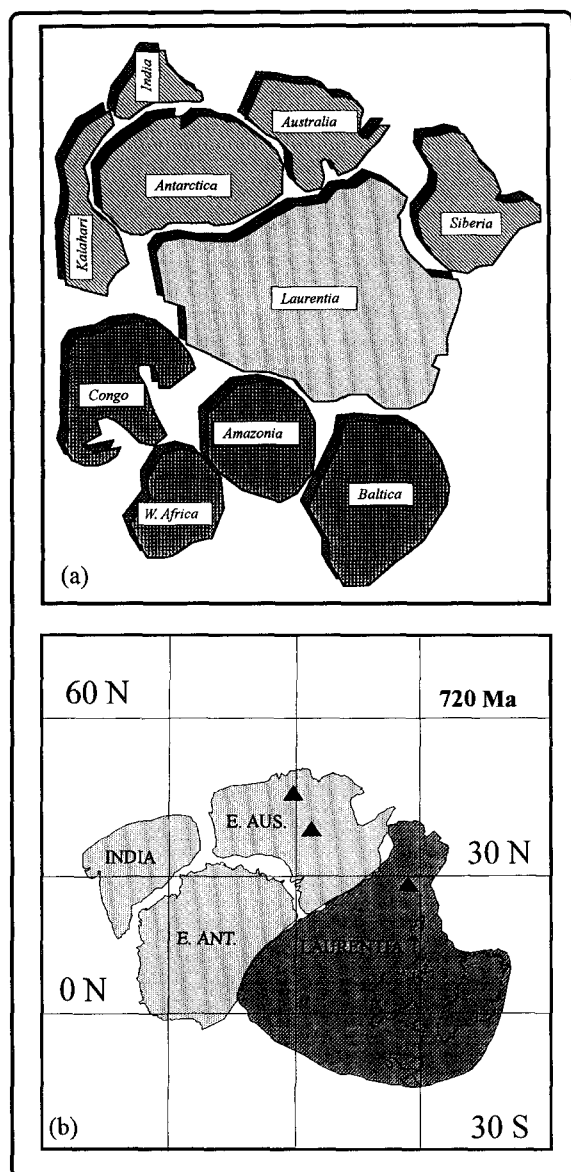 (a)
India
Australia
Antarctica
Kalahari
Siberia
Laurentia
Congo
Amazonia
W. Africa
Baltica
(b)
60 N
720 Ma
E. AUS.
INDIA
30 N
E. ANT.
LAURENTIA
0 N
30 S